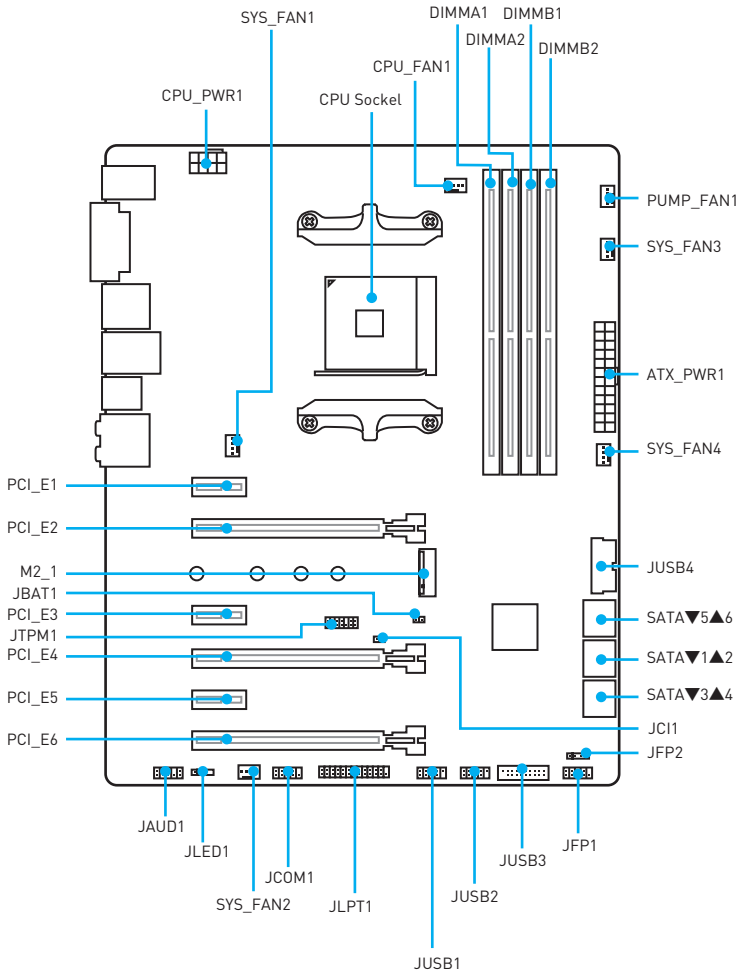 SYS_FAN1
DIMMA1
DIMMB1
DIMMA2
DIMMB2
CPU_FAN1
CPU_PWR1
CPU Sockel
PUMP_FAN1
SYS_FAN3
ATX_PWR1
SYS_FAN4
PCI_E1
PCI_E2
M2_1
JUSB4
JBAT1
PCI_E3
SATA▼5▲6
JTPM1
PCI_E4
SATA▼1▲2
PCI_E5
SATA▼3▲4
JCI1
PCI_E6
JFP2
JAUD1
JLED1
SYS_FAN2
JCOM1
JLPT1
JUSB1
JUSB2
JUSB3
JFP1